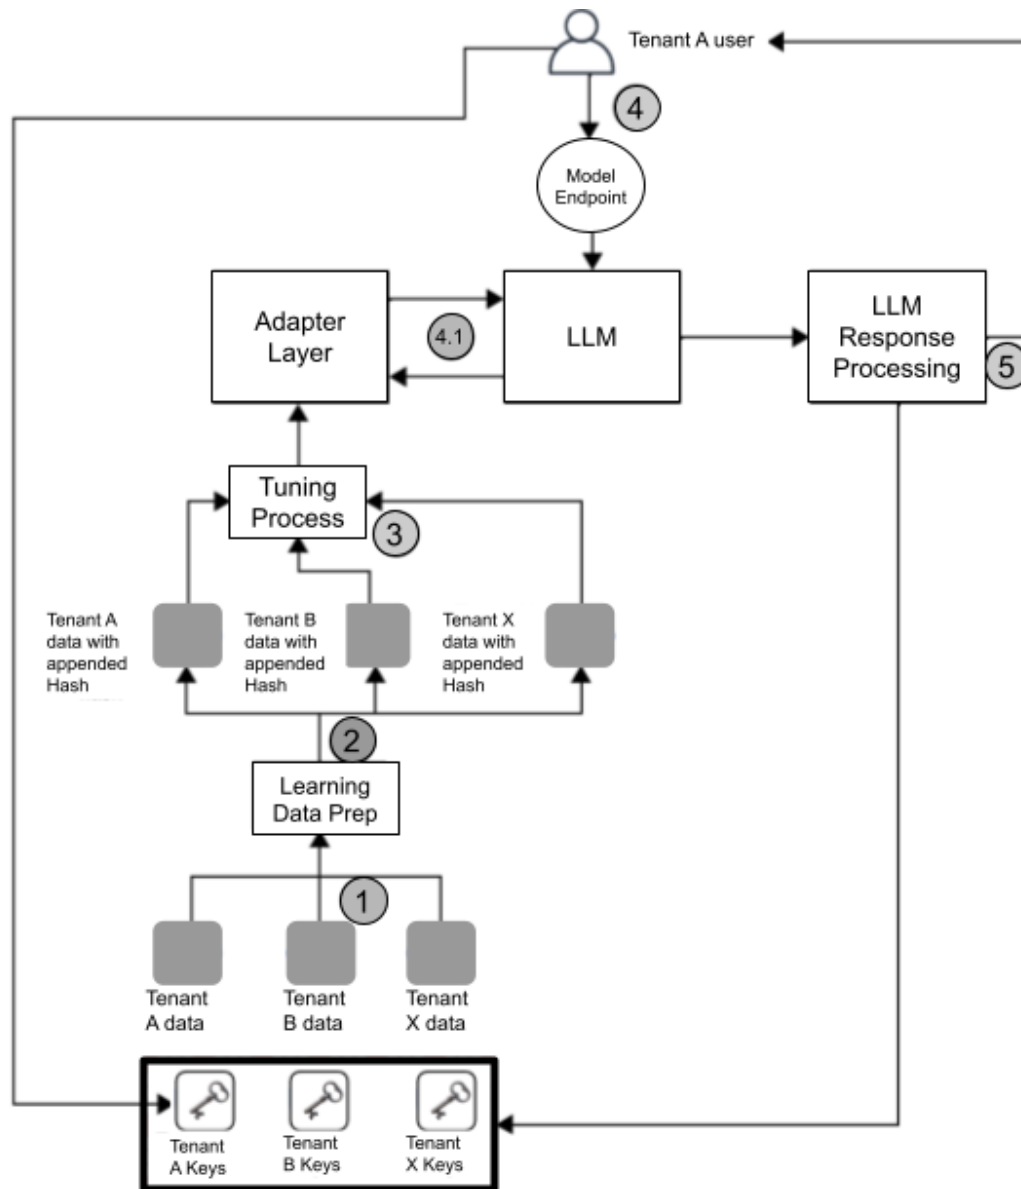 Tenant A user
4
Model
Endpoint
Adapter
Layer
4.1
LLM
LLM
Response
Processing
5
Tuning
Process
3
Tenant A
data with
appended
Hash
Tenant B
data with
appended
Hash
Tenant X
data with
appended
Hash
2
Learning
Data Prep
1
Tenant
A data
Tenant
B data
Tenant
X data
Tenant
A Keys
Tenant
B Keys
Tenant
X Keys